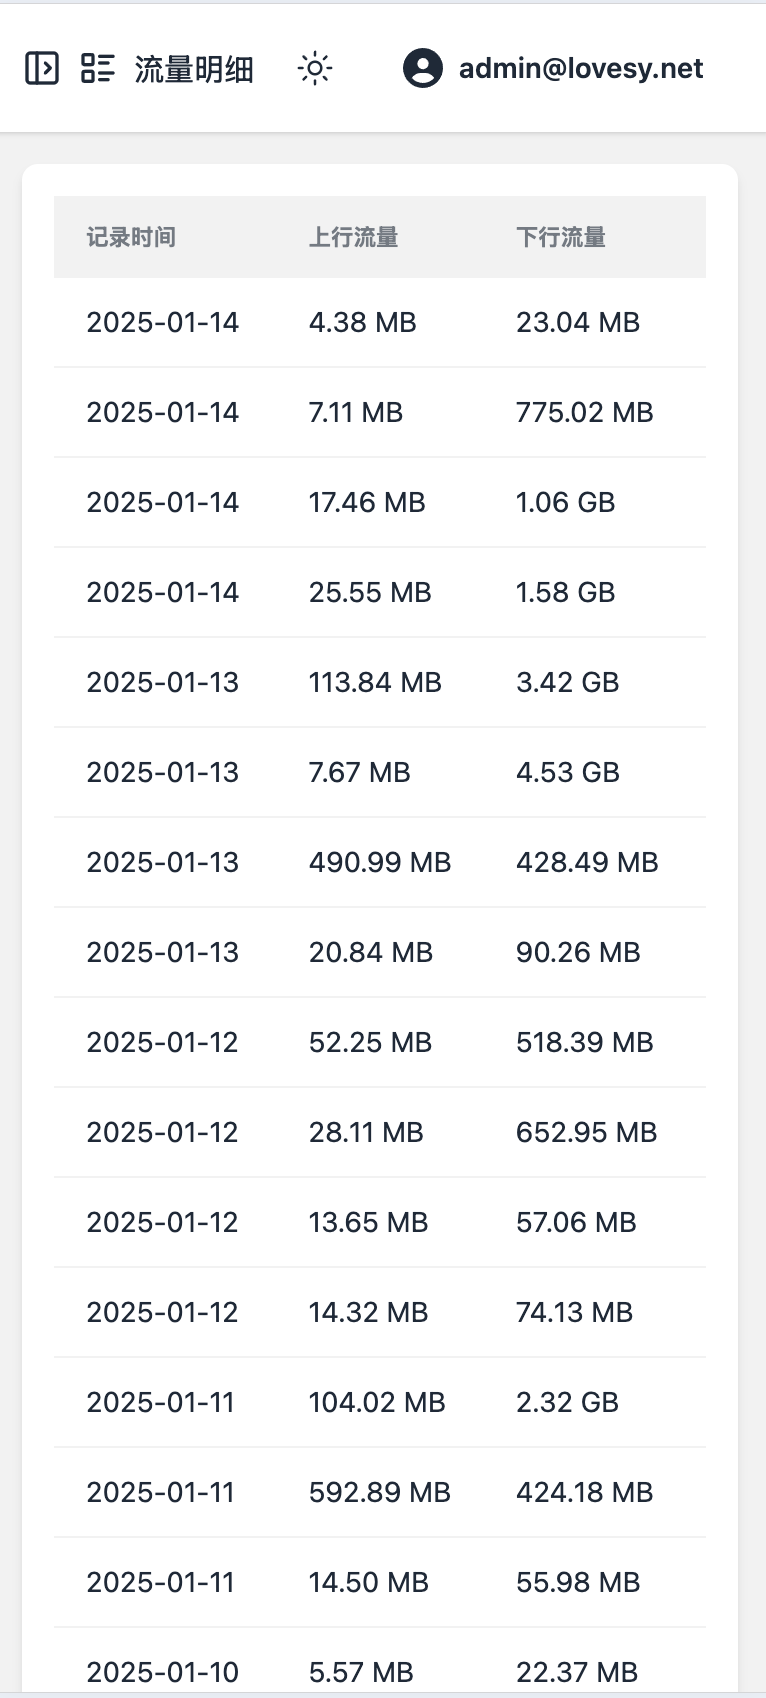 流量明细 admin@lovesy.net
记录时间 上行流量 下行流量
2025-01-14 4.38 MB 23.04 MB
2025-01-14 7.11 MB 775.02 MB
2025-01-14 17.46 MB 1.06 GB
2025-01-14 25.55 MB 1.58 GB
2025-01-13 113.84 MB 3.42 GB
2025-01-13 7.67 MB 4.53 GB
2025-01-13 490.99 MB 428.49 MB
2025-01-13 20.84 MB 90.26 MB
2025-01-12 52.25 MB 518.39 MB
2025-01-12 28.11 MB 652.95 MB
2025-01-12 13.65 MB 57.06 MB
2025-01-12 14.32 MB 74.13 MB
2025-01-11 104.02 MB 2.32 GB
2025-01-11 592.89 MB 424.18 MB
2025-01-11 14.50 MB 55.98 MB
2025-01-10 5.57 MB 22.37 MB